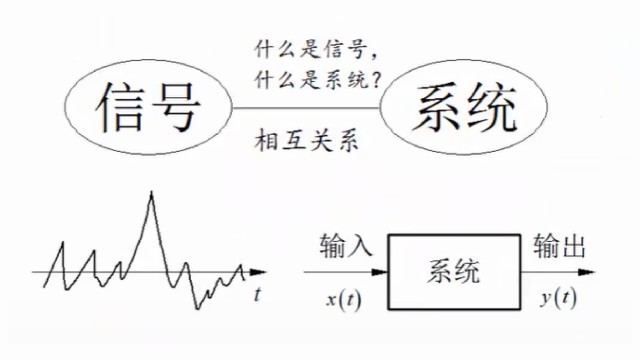 什么是信号,
什么是系统?
信号
系统
相互关系
t
输入
x(t)
系统
输出
y(t)